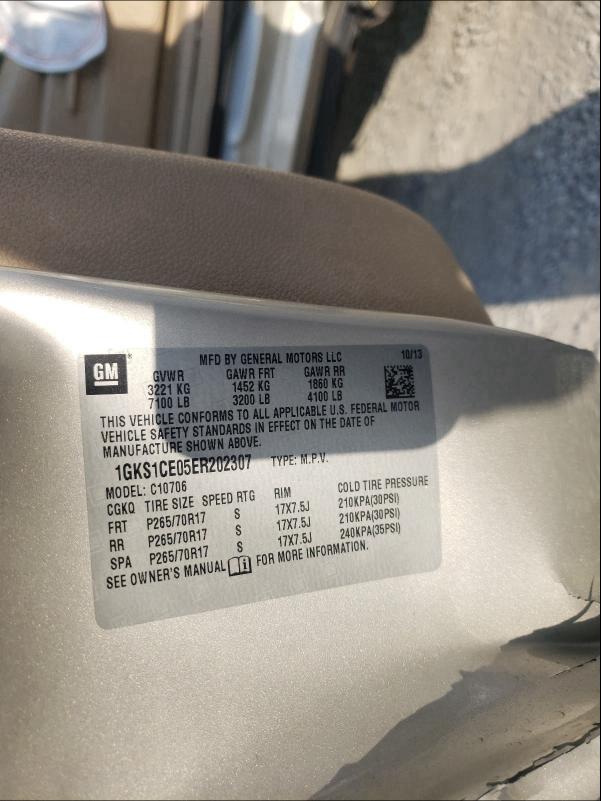 GM
MFD BY GENERAL MOTORS LLC 10/13
GVWR GAWR FRT GAWR RR
3221 KG 1452 KG 1860 KG
7100 LB 3200 LB 4100 LB
THIS VEHICLE CONFORMS TO ALL APPLICABLE U.S. FEDERAL MOTOR
VEHICLE SAFETY STANDARDS IN EFFECT ON THE DATE OF
MANUFACTURE SHOWN ABOVE.
1GKS1CE05ER202307 TYPE: M.P.V.
MODEL: C10706
CGKQ TIRE SIZE SPEED RTG RIM COLD TIRE PRESSURE
FRT P265/70R17 S 17X7.5J 210KPA(30PSI)
RR P265/70R17 S 17X7.5J 210KPA(30PSI)
SPA P265/70R17 S 17X7.5J 240KPA(35PSI)
SEE OWNER'S MANUAL FOR MORE INFORMATION.